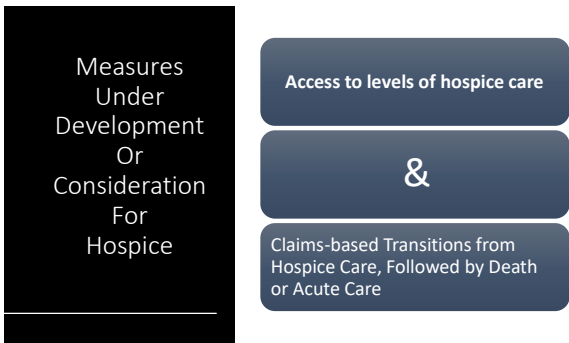 Measures
Under
Development
Or
Consideration
For
Hospice
Access to levels of hospice care
&
Claims-based Transitions from
Hospice Care, Followed by Death
or Acute Care